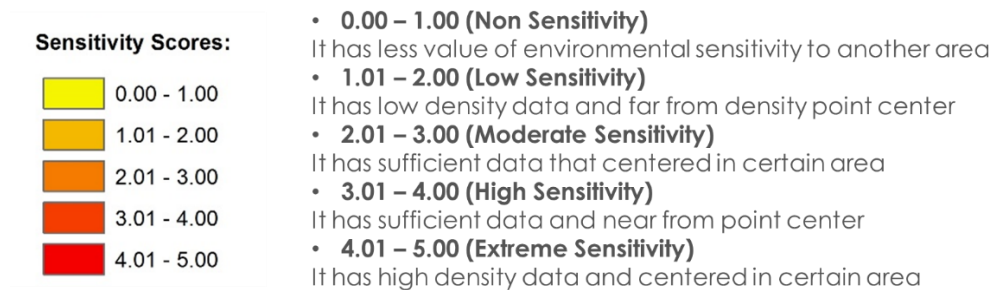 Sensitivity Scores:
0.00 - 1.00
1.01 - 2.00
2.01 - 3.00
3.01 - 4.00
4.01 - 5.00
• 0.00 – 1.00 (Non Sensitivity)
It has less value of environmental sensitivity to another area
• 1.01 – 2.00 (Low Sensitivity)
It has low density data and far from density point center
• 2.01 – 3.00 (Moderate Sensitivity)
It has sufficient data that centered in certain area
• 3.01 – 4.00 (High Sensitivity)
It has sufficient data and near from point center
• 4.01 – 5.00 (Extreme Sensitivity)
It has high density data and centered in certain area